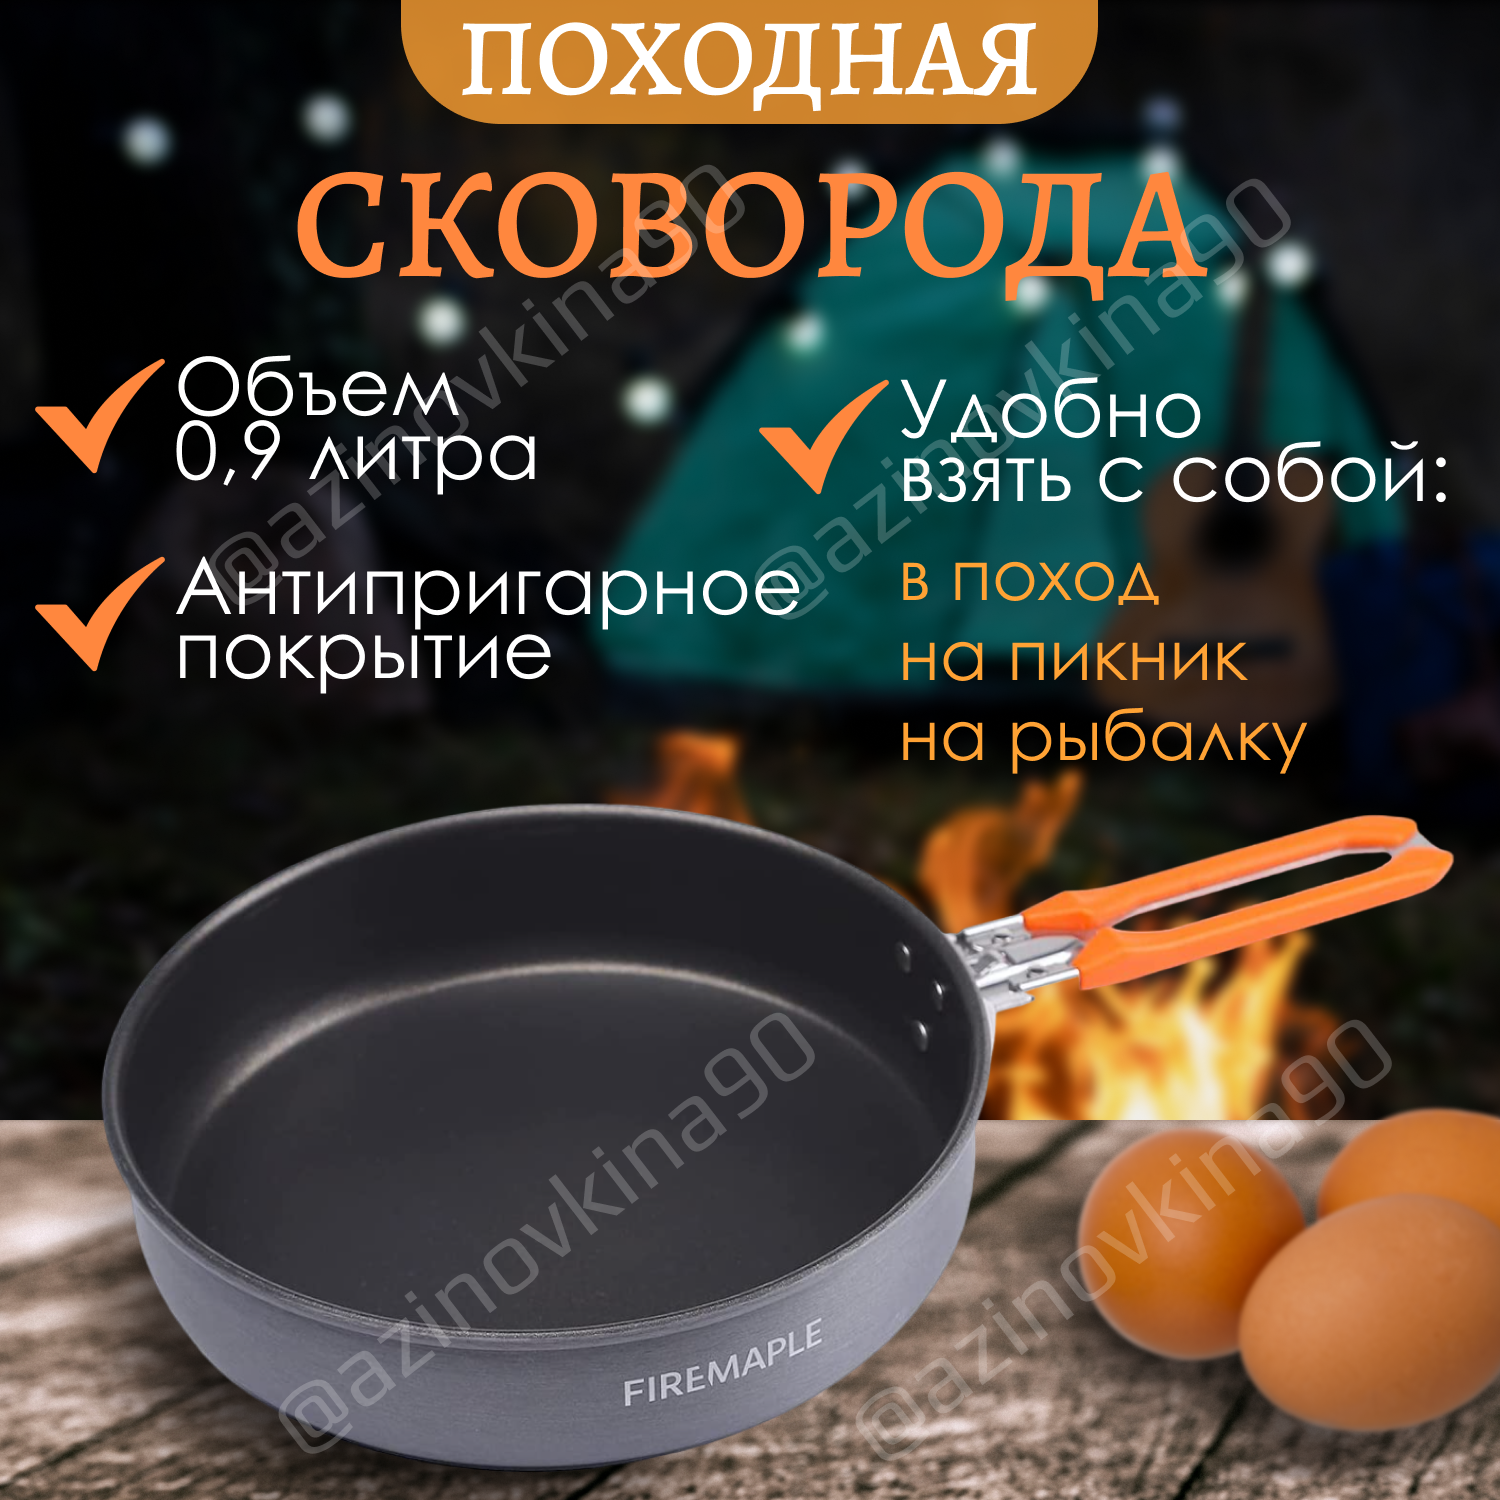 ПОХОДНАЯ
СКОВОРОДА
Объем
0,9 литра
Антипригарное
покрытие
Удобно
взять с собой:
в поход
на пикник
на рыбалку
FIREMAPLE
@azinovkina90
@azinovkina90
@azinovkina90
@azinovkina90